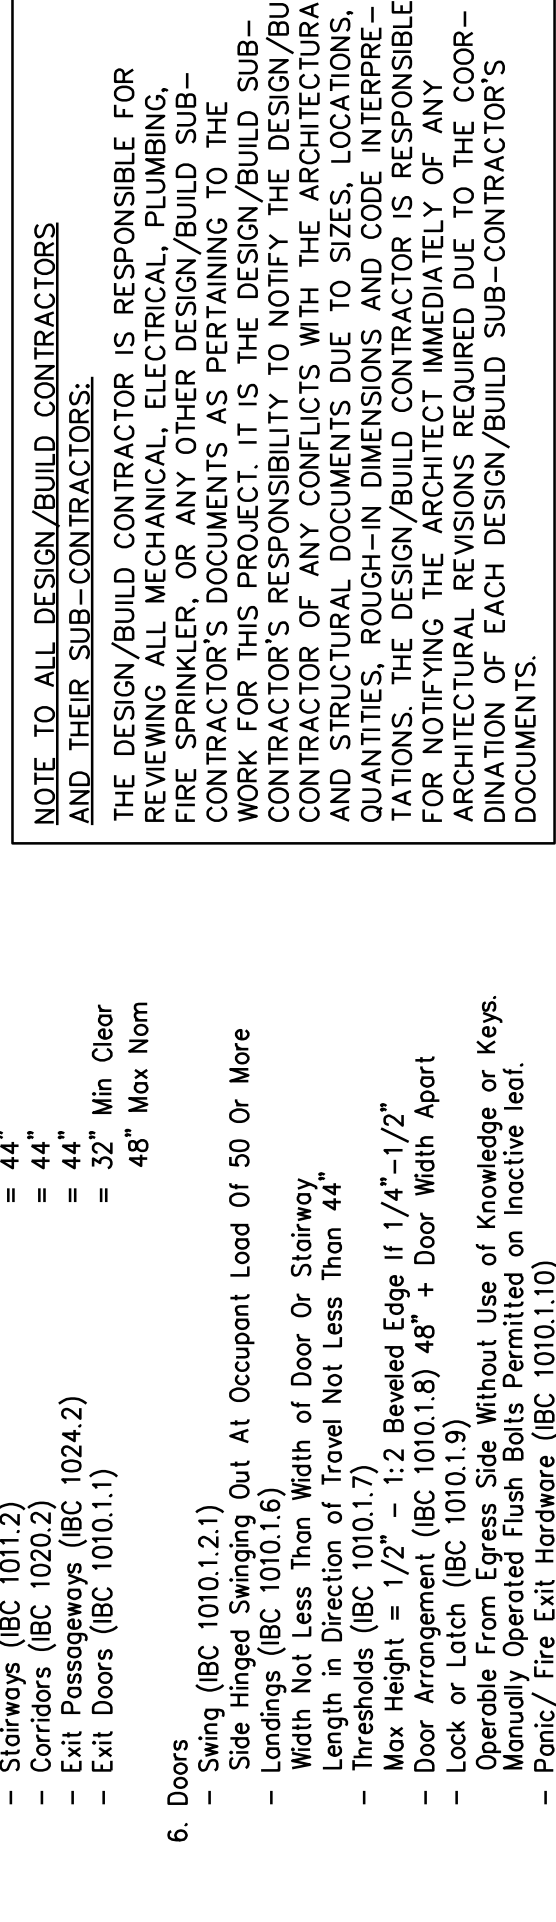 - Stairways (IBC 1011.2) = 44"
- Corridors (IBC 1020.2) = 44"
- Exit Passageways (IBC 1024.2) = 44"
- Exit Doors (IBC 1010.1.1) = 32" Min Clear
48" Max Nom
6. Doors
- Swing (IBC 1010.1.2.1)
Side Hinged Swinging Out At Occupant Load Of 50 Or More
- Landings (IBC 1010.1.6)
Width Not Less Than Width of Door Or Stairway
Length in Direction of Travel Not Less Than 44"
- Thresholds (IBC 1010.1.7)
Max Height = 1/2" - 1:2 Beveled Edge If 1/4"-1/2"
- Door Arrangement (IBC 1010.1.8) 48" + Door Width Apart
- Lock or Latch (IBC 1010.1.9)
Operable From Egress Side Without Use of Knowledge or Keys.
Manually Operated Flush Bolts Permitted on Inactive leaf.
- Panic/ Fire Exit Hardware (IBC 1010.1.10)
NOTE TO ALL DESIGN/BUILD CONTRACTORS
AND THEIR SUB-CONTRACTORS:
THE DESIGN/BUILD CONTRACTOR IS RESPONSIBLE FOR
REVIEWING ALL MECHANICAL, ELECTRICAL, PLUMBING,
FIRE SPRINKLER, OR ANY OTHER DESIGN/BUILD SUB-
CONTRACTOR'S DOCUMENTS AS PERTAINING TO THE
WORK FOR THIS PROJECT. IT IS THE DESIGN/BUILD SUB-
CONTRACTOR'S RESPONSIBILITY TO NOTIFY THE DESIGN/BU
CONTRACTOR OF ANY CONFLICTS WITH THE ARCHITECTURA
AND STRUCTURAL DOCUMENTS DUE TO SIZES, LOCATIONS,
QUANTITIES, ROUGH-IN DIMENSIONS AND CODE INTERPRE-
TATIONS. THE DESIGN/BUILD CONTRACTOR IS RESPONSIBLE
FOR NOTIFYING THE ARCHITECT IMMEDIATELY OF ANY
ARCHITECTURAL REVISIONS REQUIRED DUE TO THE COOR-
DINATION OF EACH DESIGN/BUILD SUB-CONTRACTOR'S
DOCUMENTS.